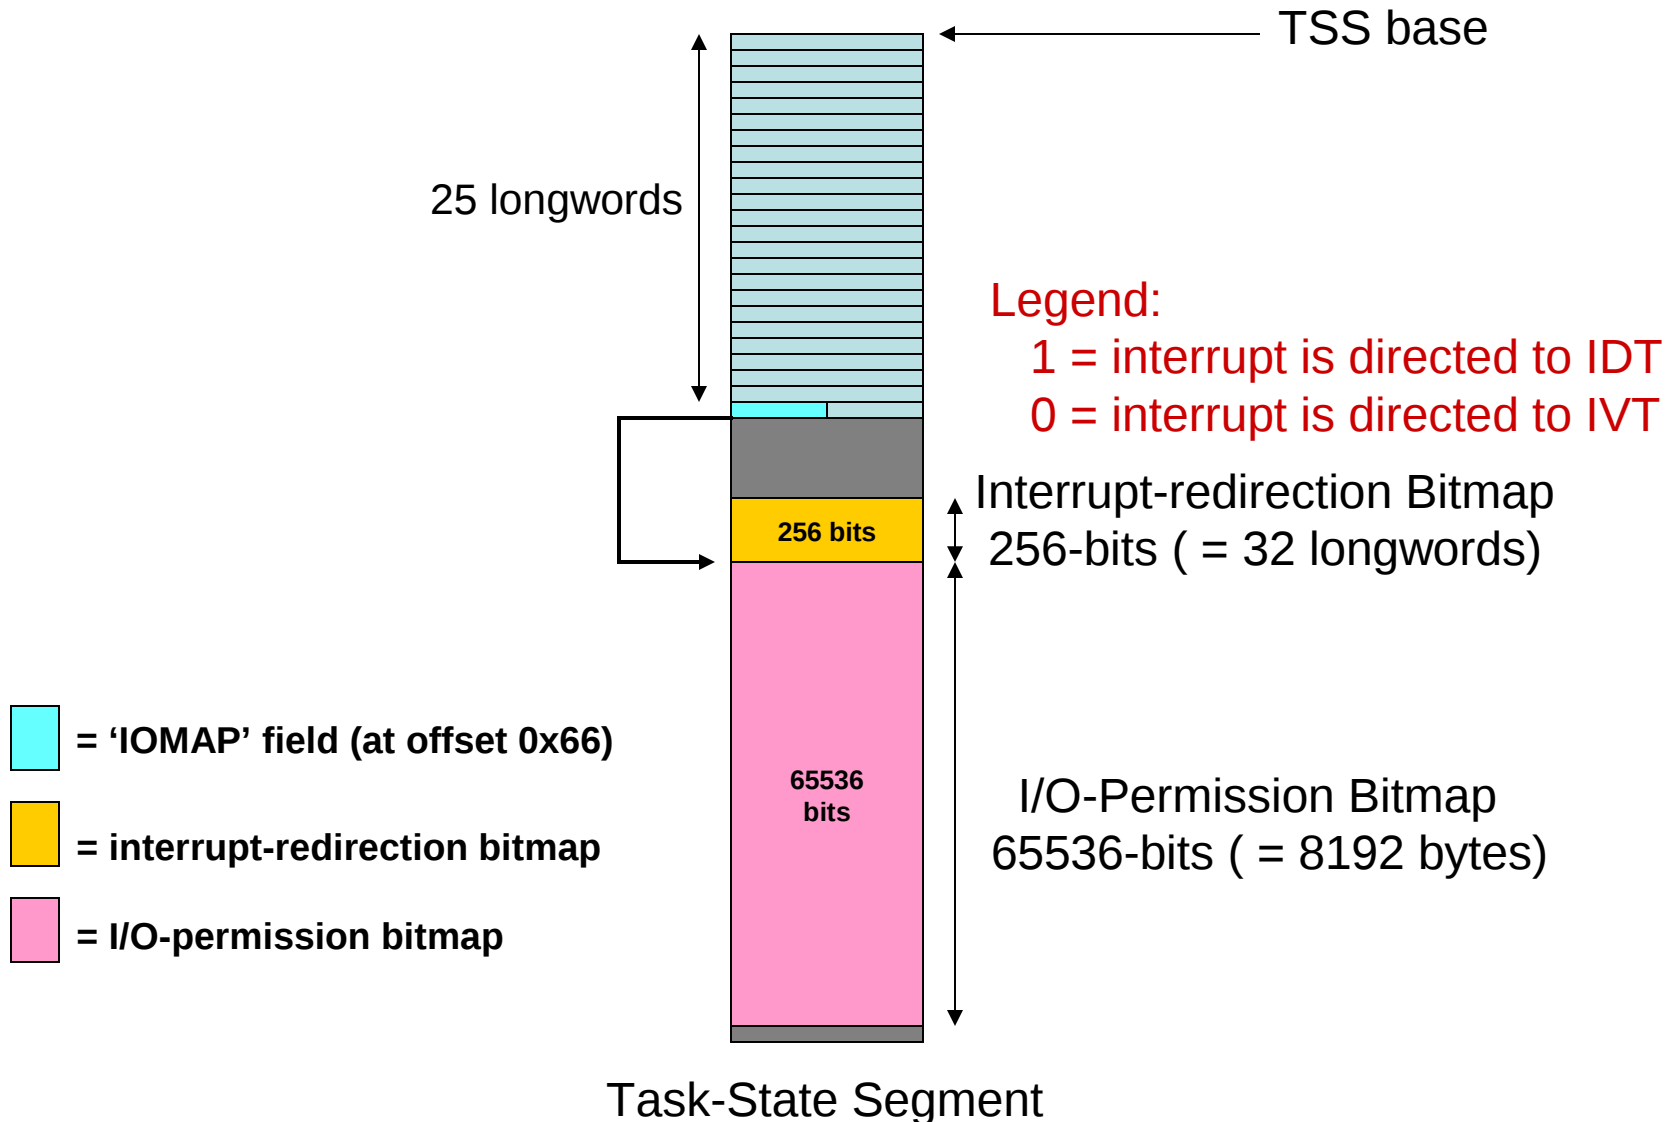 TSS base
25 longwords
Legend:
1 = interrupt is directed to IDT
0 = interrupt is directed to IVT
Interrupt-redirection Bitmap
256-bits ( = 32 longwords)
256 bits
= ‘IOMAP’ field (at offset 0x66)
= interrupt-redirection bitmap
= I/O-permission bitmap
65536
bits
I/O-Permission Bitmap
65536-bits ( = 8192 bytes)
Task-State Segment